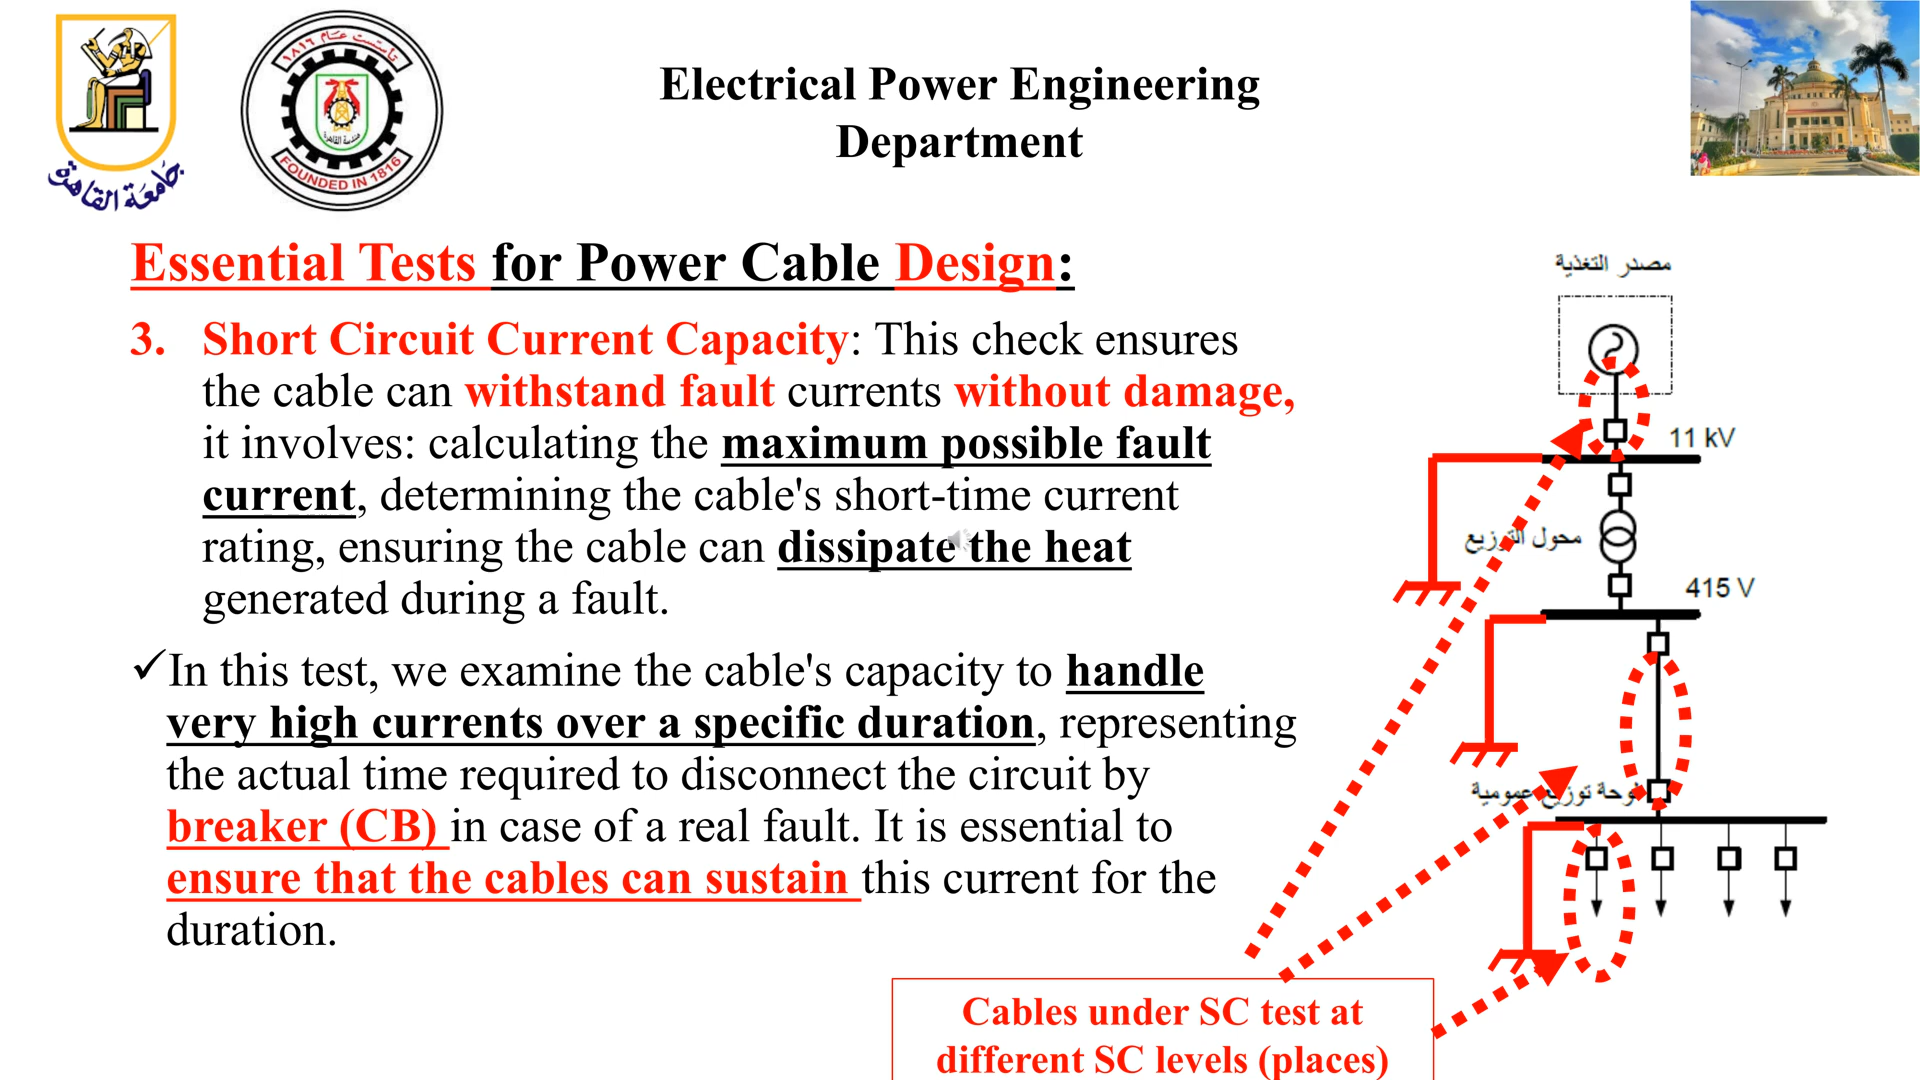 جامعة القاهرة
تأسست عام ١٨١٦
هندسة القاهرة
FOUNDED IN 1816
Electrical Power Engineering
Department
Essential Tests for Power Cable Design:
3. Short Circuit Current Capacity: This check ensures
the cable can withstand fault currents without damage,
it involves: calculating the maximum possible fault
current, determining the cable's short-time current
rating, ensuring the cable can dissipate the heat
generated during a fault.
✓In this test, we examine the cable's capacity to handle
very high currents over a specific duration, representing
the actual time required to disconnect the circuit by
breaker (CB) in case of a real fault. It is essential to
ensure that the cables can sustain this current for the
duration.
مصدر التغذية
11 kV
محول التوزيع
415 V
لوحة توزيع عمومية
Cables under SC test at
different SC levels (places)